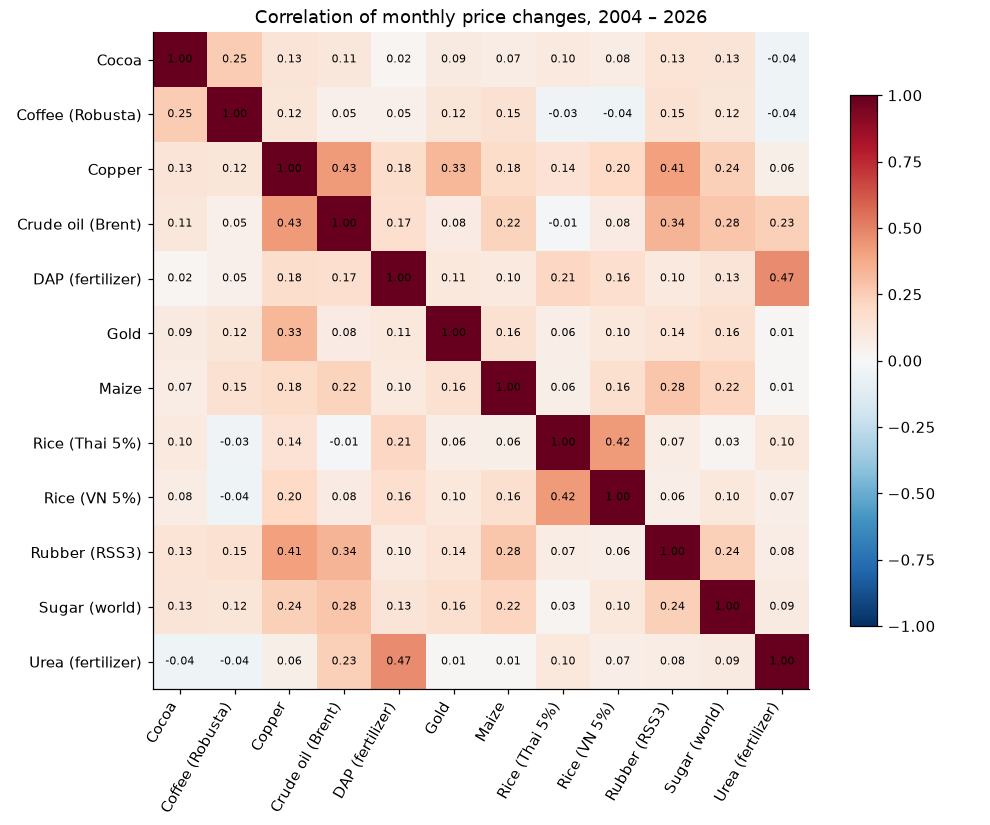 Correlation of monthly price changes, 2004 – 2026
Cocoa 1.00 0.25 0.13 0.11 0.02 0.09 0.07 0.10 0.08 0.13 0.13 -0.04
Coffee (Robusta) 0.25 1.00 0.12 0.05 0.05 0.12 0.15 -0.03 -0.04 0.15 0.12 -0.04
Copper 0.13 0.12 1.00 0.43 0.18 0.33 0.18 0.14 0.20 0.41 0.24 0.06
Crude oil (Brent) 0.11 0.05 0.43 1.00 0.17 0.08 0.22 -0.01 0.08 0.34 0.28 0.23
DAP (fertilizer) 0.02 0.05 0.18 0.17 1.00 0.11 0.10 0.21 0.16 0.10 0.13 0.47
Gold 0.09 0.12 0.33 0.08 0.11 1.00 0.16 0.06 0.10 0.14 0.16 0.01
Maize 0.07 0.15 0.18 0.22 0.10 0.16 1.00 0.06 0.16 0.28 0.22 0.01
Rice (Thai 5%) 0.10 -0.03 0.14 -0.01 0.21 0.06 0.06 1.00 0.42 0.07 0.03 0.10
Rice (VN 5%) 0.08 -0.04 0.20 0.08 0.16 0.10 0.16 0.42 1.00 0.06 0.10 0.07
Rubber (RSS3) 0.13 0.15 0.41 0.34 0.10 0.14 0.28 0.07 0.06 1.00 0.24 0.08
Sugar (world) 0.13 0.12 0.24 0.28 0.13 0.16 0.22 0.03 0.10 0.24 1.00 0.09
Urea (fertilizer) -0.04 -0.04 0.06 0.23 0.47 0.01 0.01 0.10 0.07 0.08 0.09 1.00
Cocoa
Coffee (Robusta)
Copper
Crude oil (Brent)
DAP (fertilizer)
Gold
Maize
Rice (Thai 5%)
Rice (VN 5%)
Rubber (RSS3)
Sugar (world)
Urea (fertilizer)
1.00
0.75
0.50
0.25
0.00
−0.25
−0.50
−0.75
−1.00